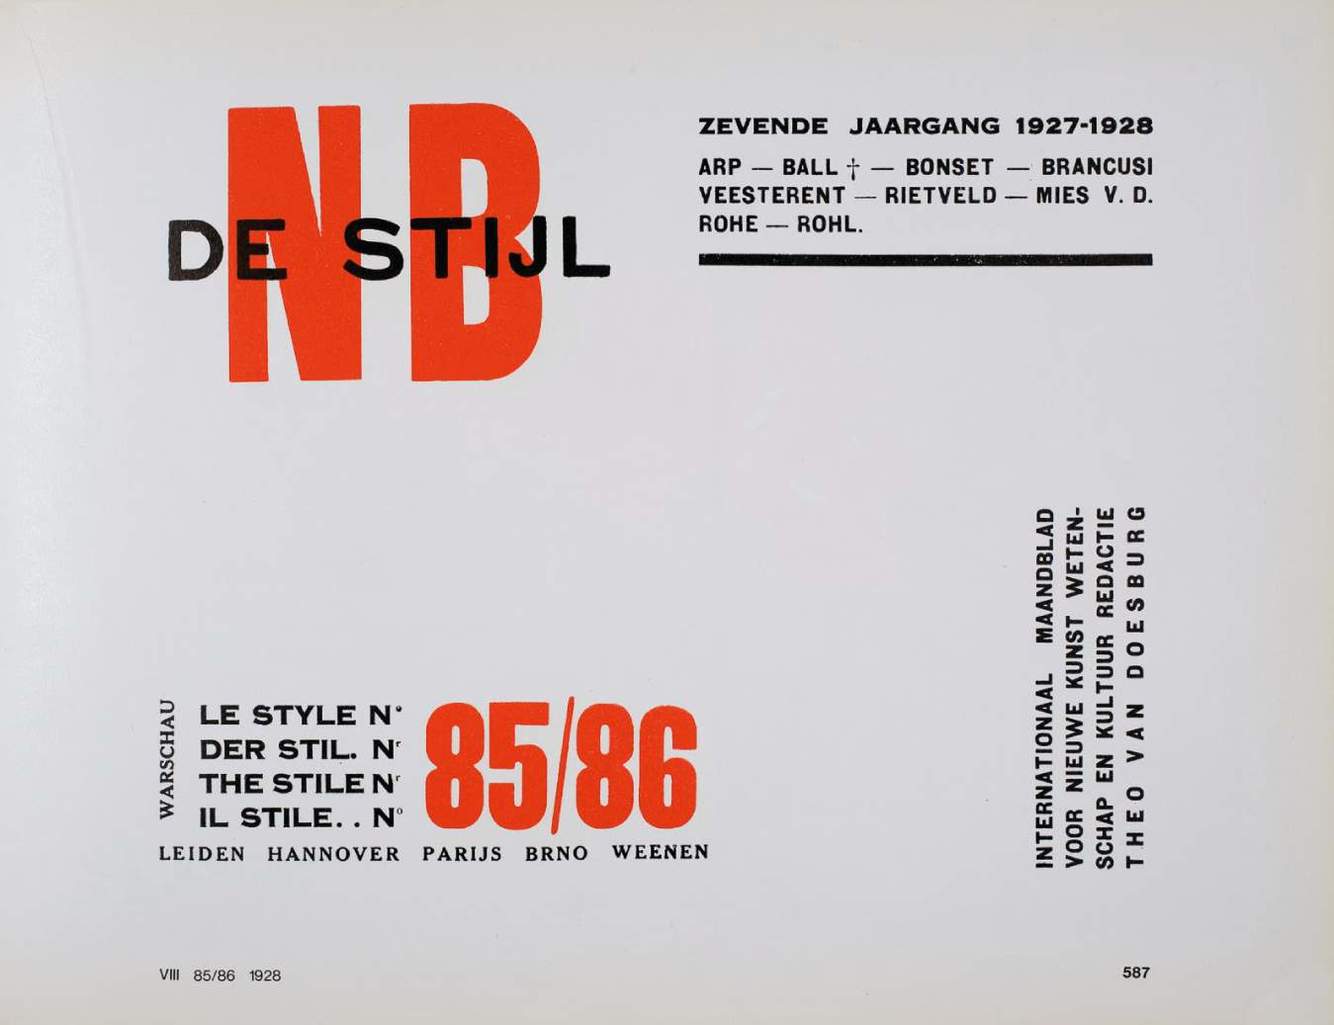 NB
DE STIJL
ZEVENDE JAARGANG 1927-1928
ARP — BALL † — BONSET — BRANCUSI
VEESTERENT — RIETVELD — MIES V. D.
ROHE — ROHL.
INTERNATIONAAL MAANDBLAD
VOOR NIEUWE KUNST WETEN-
SCHAP EN KULTUUR REDACTIE
THEO VAN DOESBURG
WARSCHAU
LE STYLE N°
DER STIL. Nr
THE STILE Nr
IL STILE. . N°
85/86
LEIDEN HANNOVER PARIJS BRNO WEENEN
VIII 85/86 1928
587